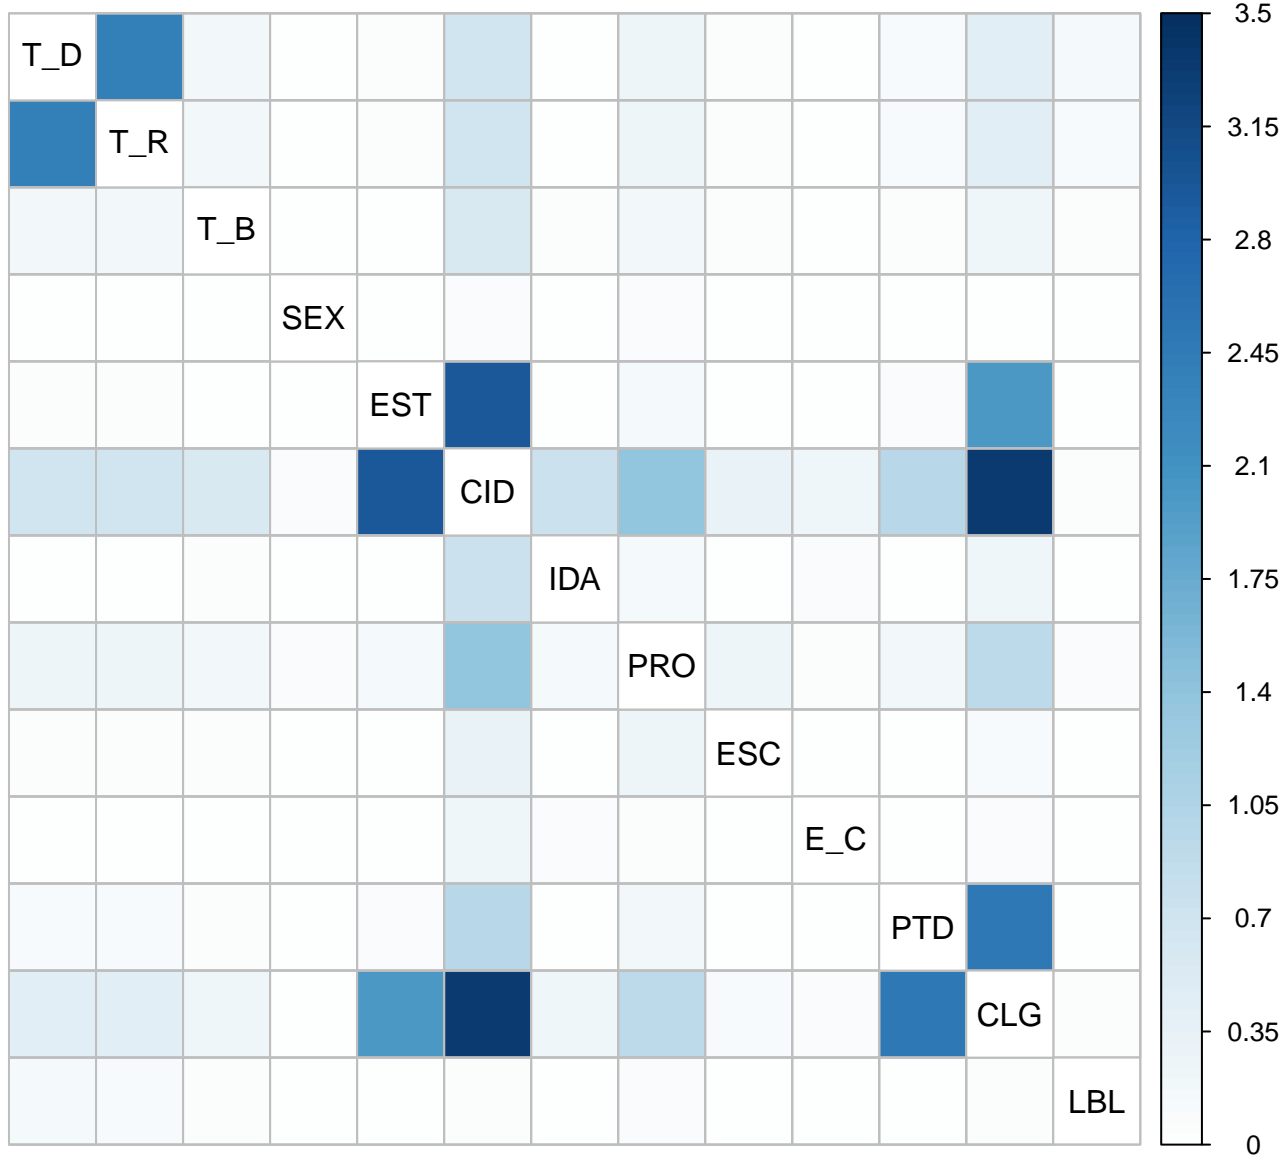 T_D
T_R
T_B
SEX
EST
CID
IDA
PRO
ESC
E_C
PTD
CLG
LBL
3.5
3.15
2.8
2.45
2.1
1.75
1.4
1.05
0.7
0.35
0